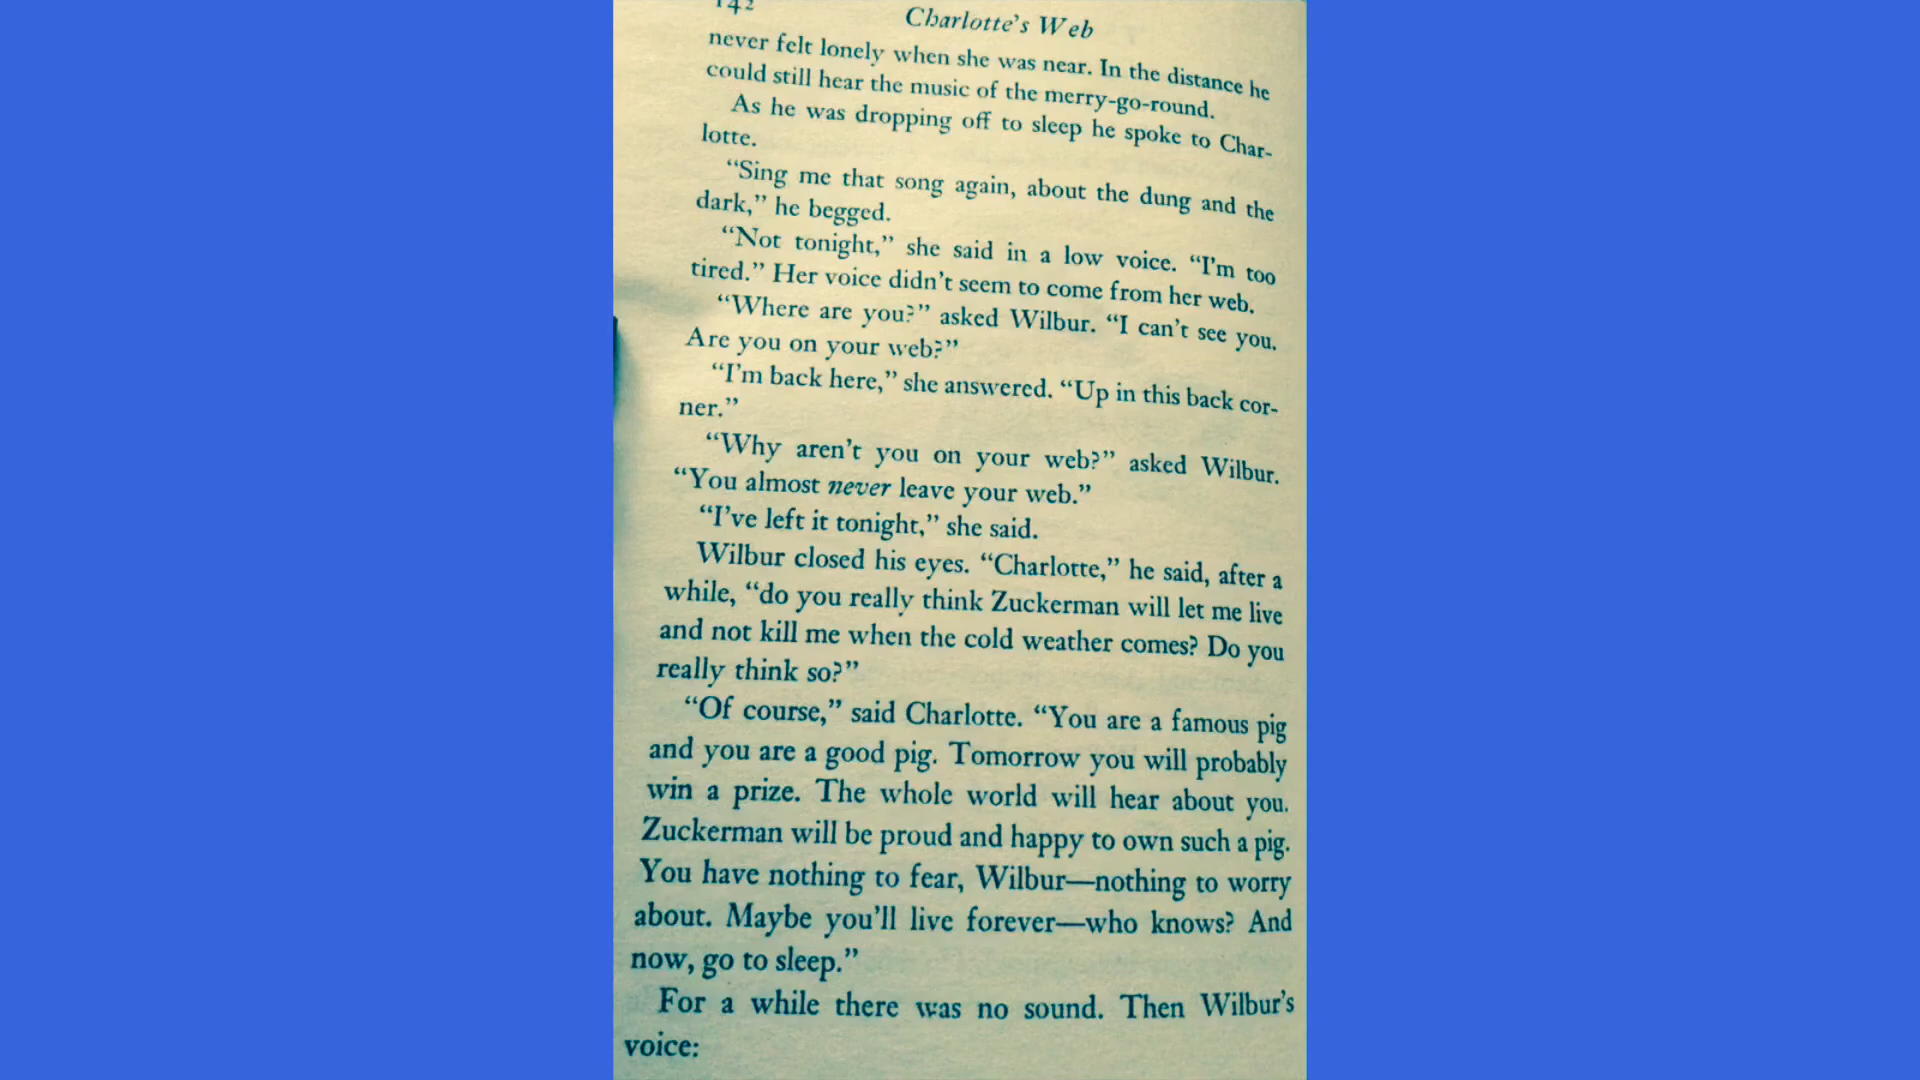 142
Charlotte's Web
never felt lonely when she was near. In the distance he
could still hear the music of the merry-go-round.
As he was dropping off to sleep he spoke to Char-
lotte.
“Sing me that song again, about the dung and the
dark,” he begged.
“Not tonight,” she said in a low voice. “I'm too
tired.” Her voice didn't seem to come from her web.
“Where are you?” asked Wilbur. “I can't see you.
Are you on your web?”
“I'm back here,” she answered. “Up in this back cor-
ner.”
“Why aren't you on your web?” asked Wilbur.
“You almost never leave your web.”
“I've left it tonight,” she said.
Wilbur closed his eyes. “Charlotte,” he said, after a
while, “do you really think Zuckerman will let me live
and not kill me when the cold weather comes? Do you
really think so?”
“Of course,” said Charlotte. “You are a famous pig
and you are a good pig. Tomorrow you will probably
win a prize. The whole world will hear about you.
Zuckerman will be proud and happy to own such a pig.
You have nothing to fear, Wilbur—nothing to worry
about. Maybe you'll live forever—who knows? And
now, go to sleep.”
For a while there was no sound. Then Wilbur's
voice: